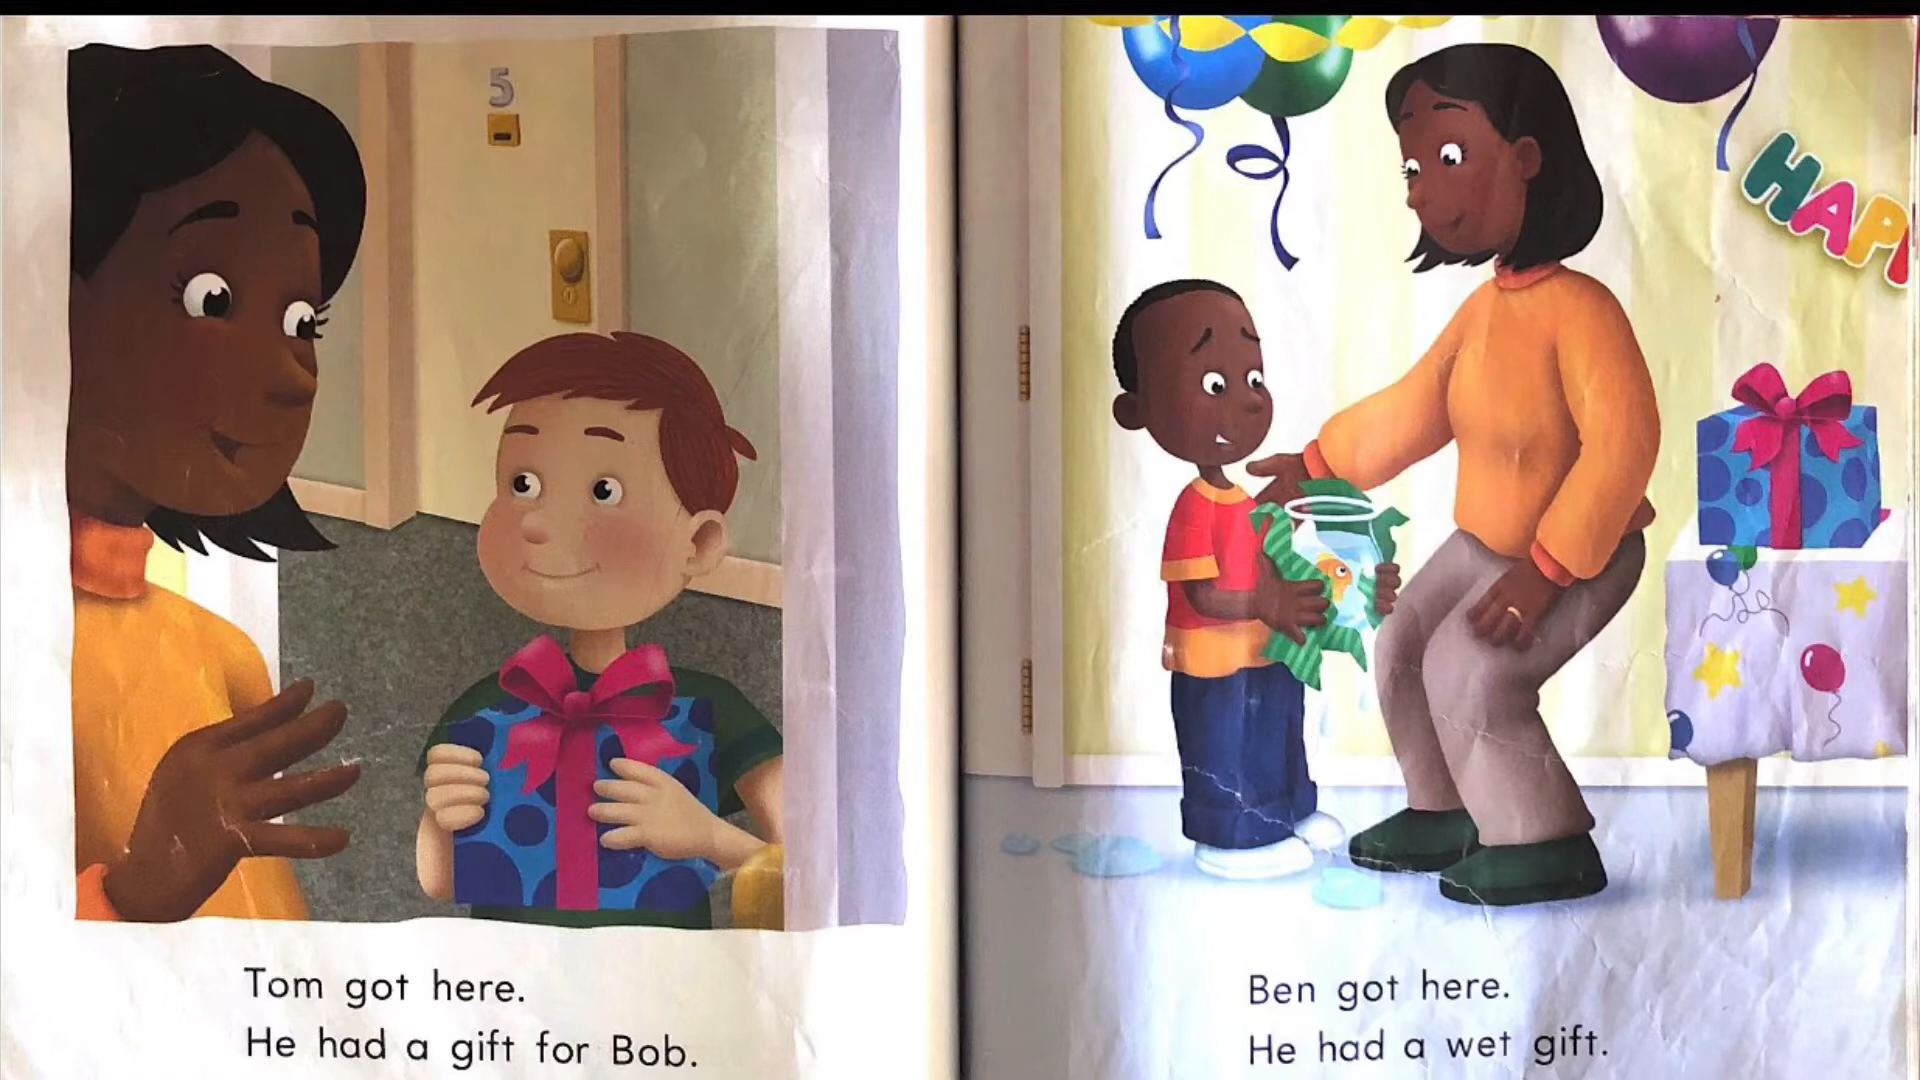 5
Tom got here.
He had a gift for Bob.
HAP
Ben got here.
He had a wet gift.